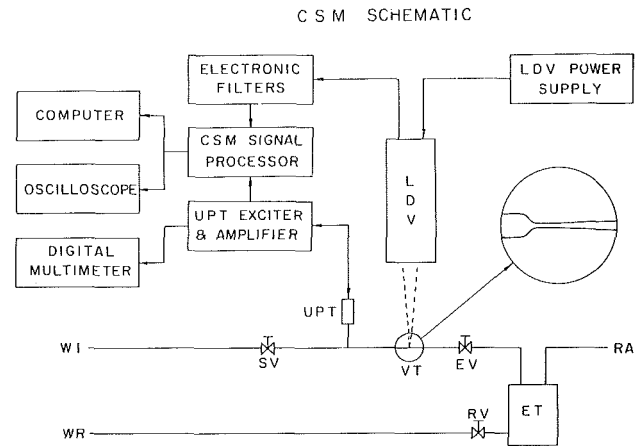 CSM SCHEMATIC
ELECTRONIC
FILTERS
LDV POWER
SUPPLY
COMPUTER
CSM SIGNAL
PROCESSOR
OSCILLOSCOPE
LDV
UPT EXCITER
& AMPLIFIER
DIGITAL
MULTIMETER
UPT
WI
SV
VT
EV
RA
RV
ET
WR